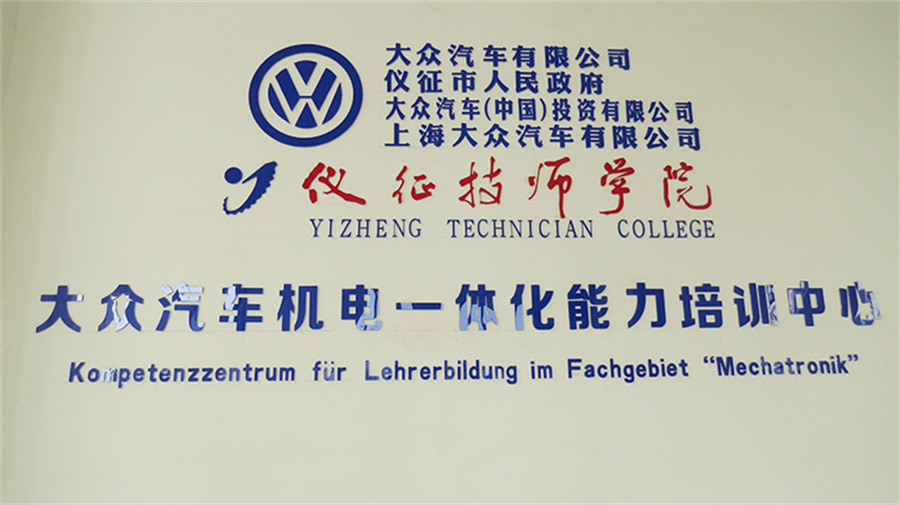 大众汽车有限公司
仪征市人民政府
大众汽车(中国)投资有限公司
上海大众汽车有限公司
仪征技师学院
YIZHENG TECHNICIAN COLLEGE
大众汽车机电一体化能力培训中心
Kompetenzzentrum für Lehrerbildung im Fachgebiet “Mechatronik”